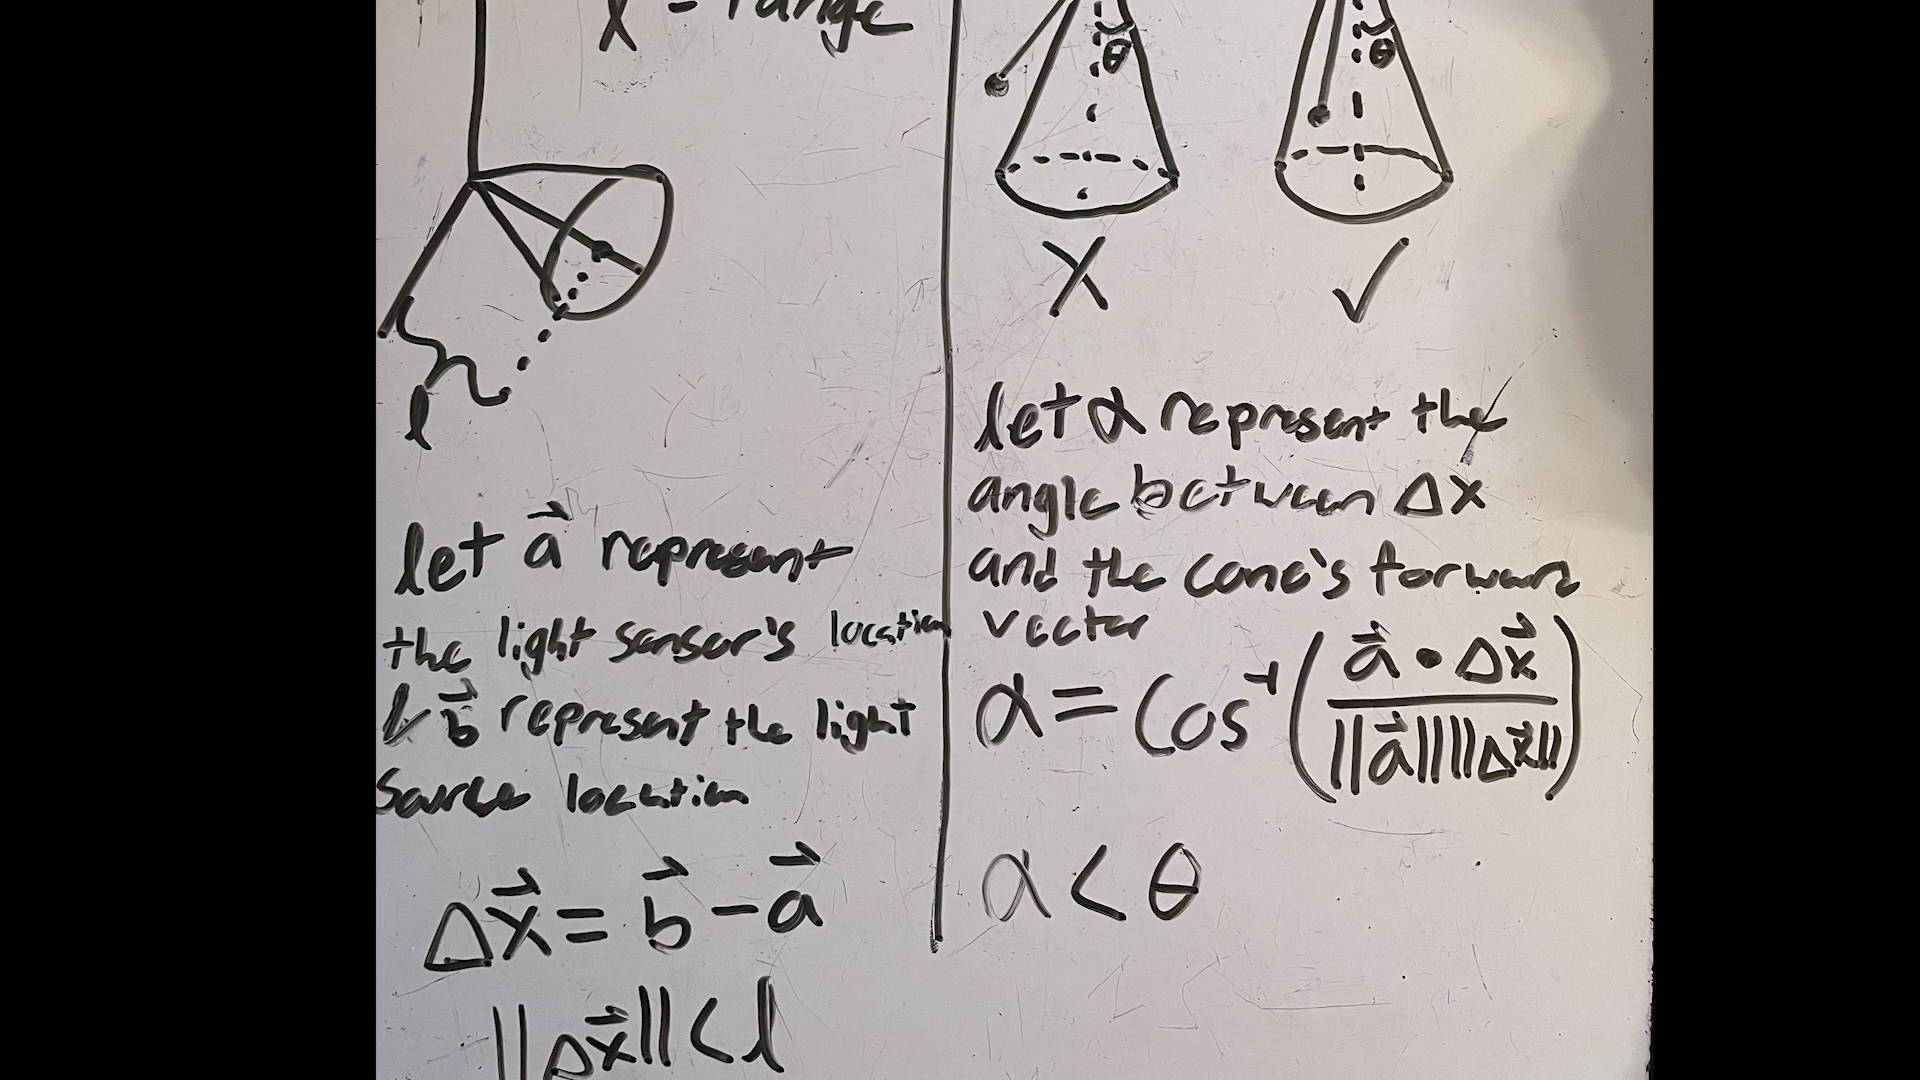 l = range
l
let a⃗ represent
the light sensor's location
& b⃗ represent the light
source location
Δx⃗ = b⃗ - a⃗
||Δx⃗|| < l
θ
θ
X ✓
let α represent the
angle between Δx
and the cone's forward
vector
α = cos⁻¹(a⃗ • Δx⃗ / ||a⃗|| ||Δx⃗||)
α < θ